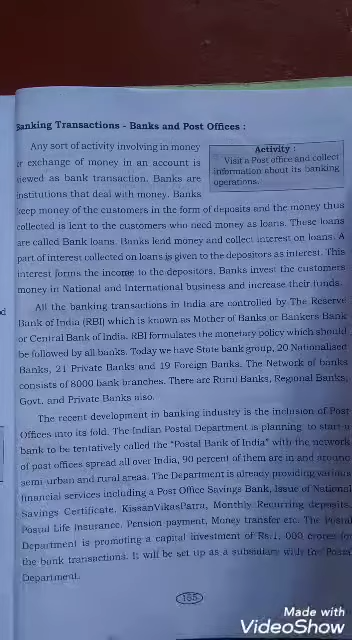 Banking Transactions - Banks and Post Offices :
Any sort of activity involving in money
or exchange of money in an account is
viewed as bank transaction. Banks are
institutions that deal with money. Banks
Activity :
Visit a Post office and collect
information about its banking
operations.
keep money of the customers in the form of deposits and the money thus
collected is lent to the customers who need money as loans. These loans
are called Bank loans. Banks lend money and collect interest on loans. A
part of interest collected on loans is given to the depositors as interest. This
interest forms the income to the depositors. Banks invest the customers
money in National and International business and increase their funds.
All the banking transactions in India are controlled by The Reserve
Bank of India (RBI) which is known as Mother of Banks or Bankers Bank
or Central Bank of India. RBI formulates the monetary policy which should
be followed by all banks. Today we have State bank group, 20 Nationalised
Banks, 21 Private Banks and 19 Foreign Banks. The Network of banks
consists of 8000 bank branches. There are Rural Banks, Regional Banks,
Govt. and Private Banks also.
The recent development in banking industry is the inclusion of Post
Offices into its fold. The Indian Postal Department is planning to start a
bank to be tentatively called the "Postal Bank of India" with the network
of post offices spread all over India, 90 percent of them are in and around
semi-urban and rural areas. The Department is already providing various
financial services including a Post Office Savings Bank, Issue of National
Savings Certificate, KissanVikasPatra, Monthly Recurring deposits,
Postal Life Insurance, Pension payment, Money transfer etc. The Postal
Department is promoting a capital investment of Rs.1, 000 crores for
the bank transactions. It will be set up as a subsidiary with the Postal
Department.
165
Made with
VideoShow